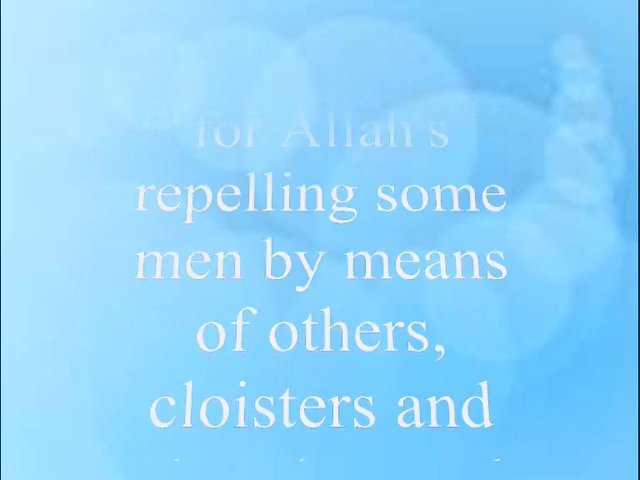 for Allah's
repelling some
men by means
of others,
cloisters and